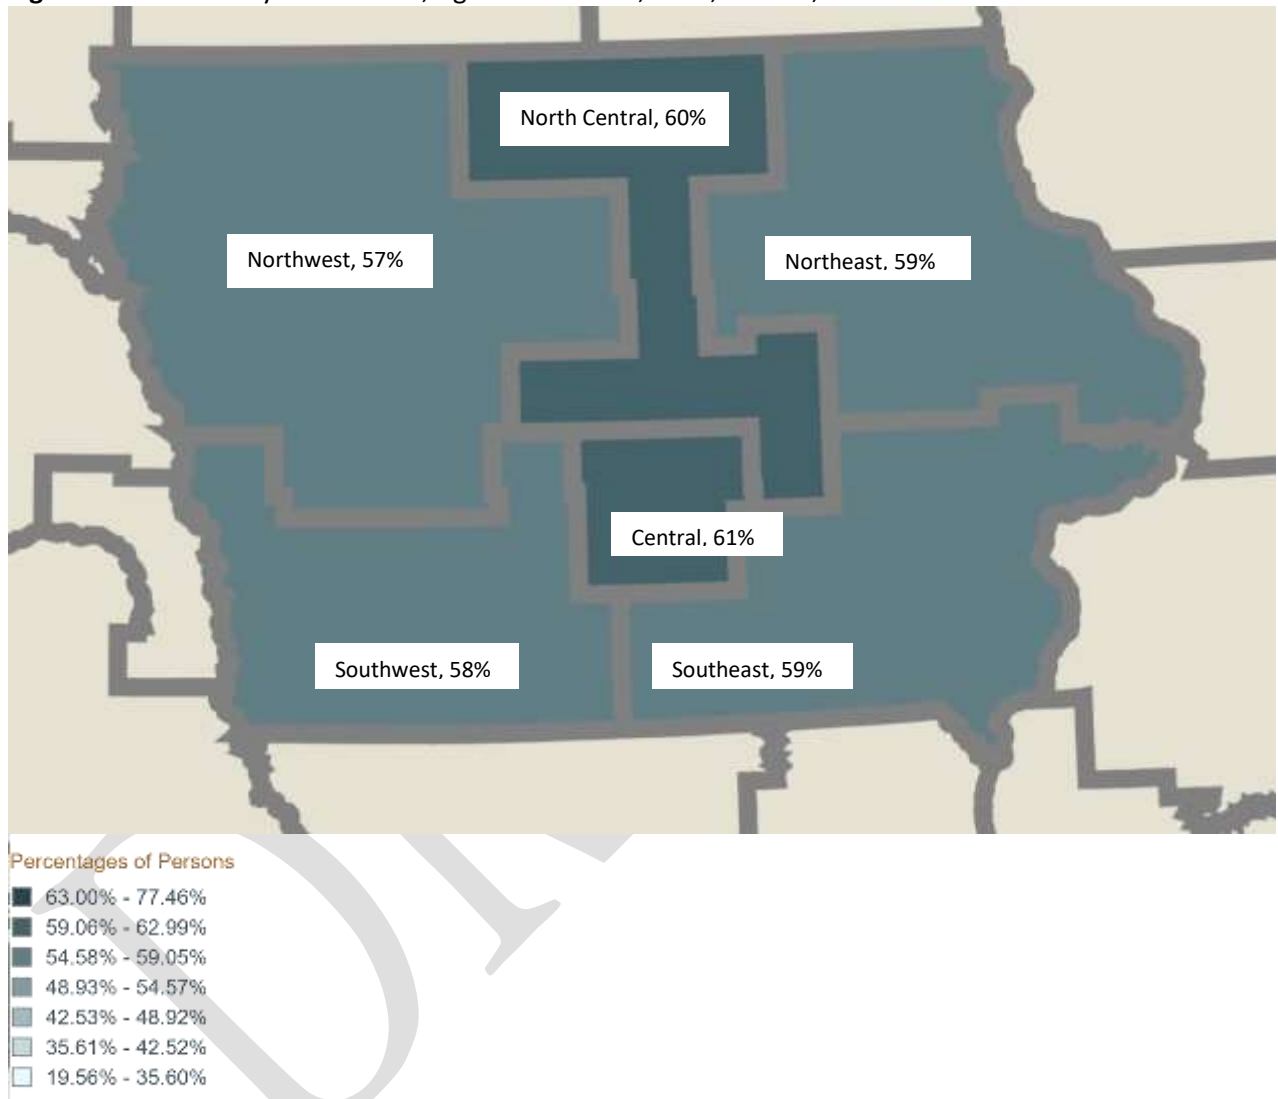 North Central, 60%
Northwest, 57%
Northeast, 59%
Central, 61%
Southwest, 58%
Southeast, 59%
Percentages of Persons
63.00% - 77.46%
59.06% - 62.99%
54.58% - 59.05%
48.93% - 54.57%
42.53% - 48.92%
35.61% - 42.52%
19.56% - 35.60%